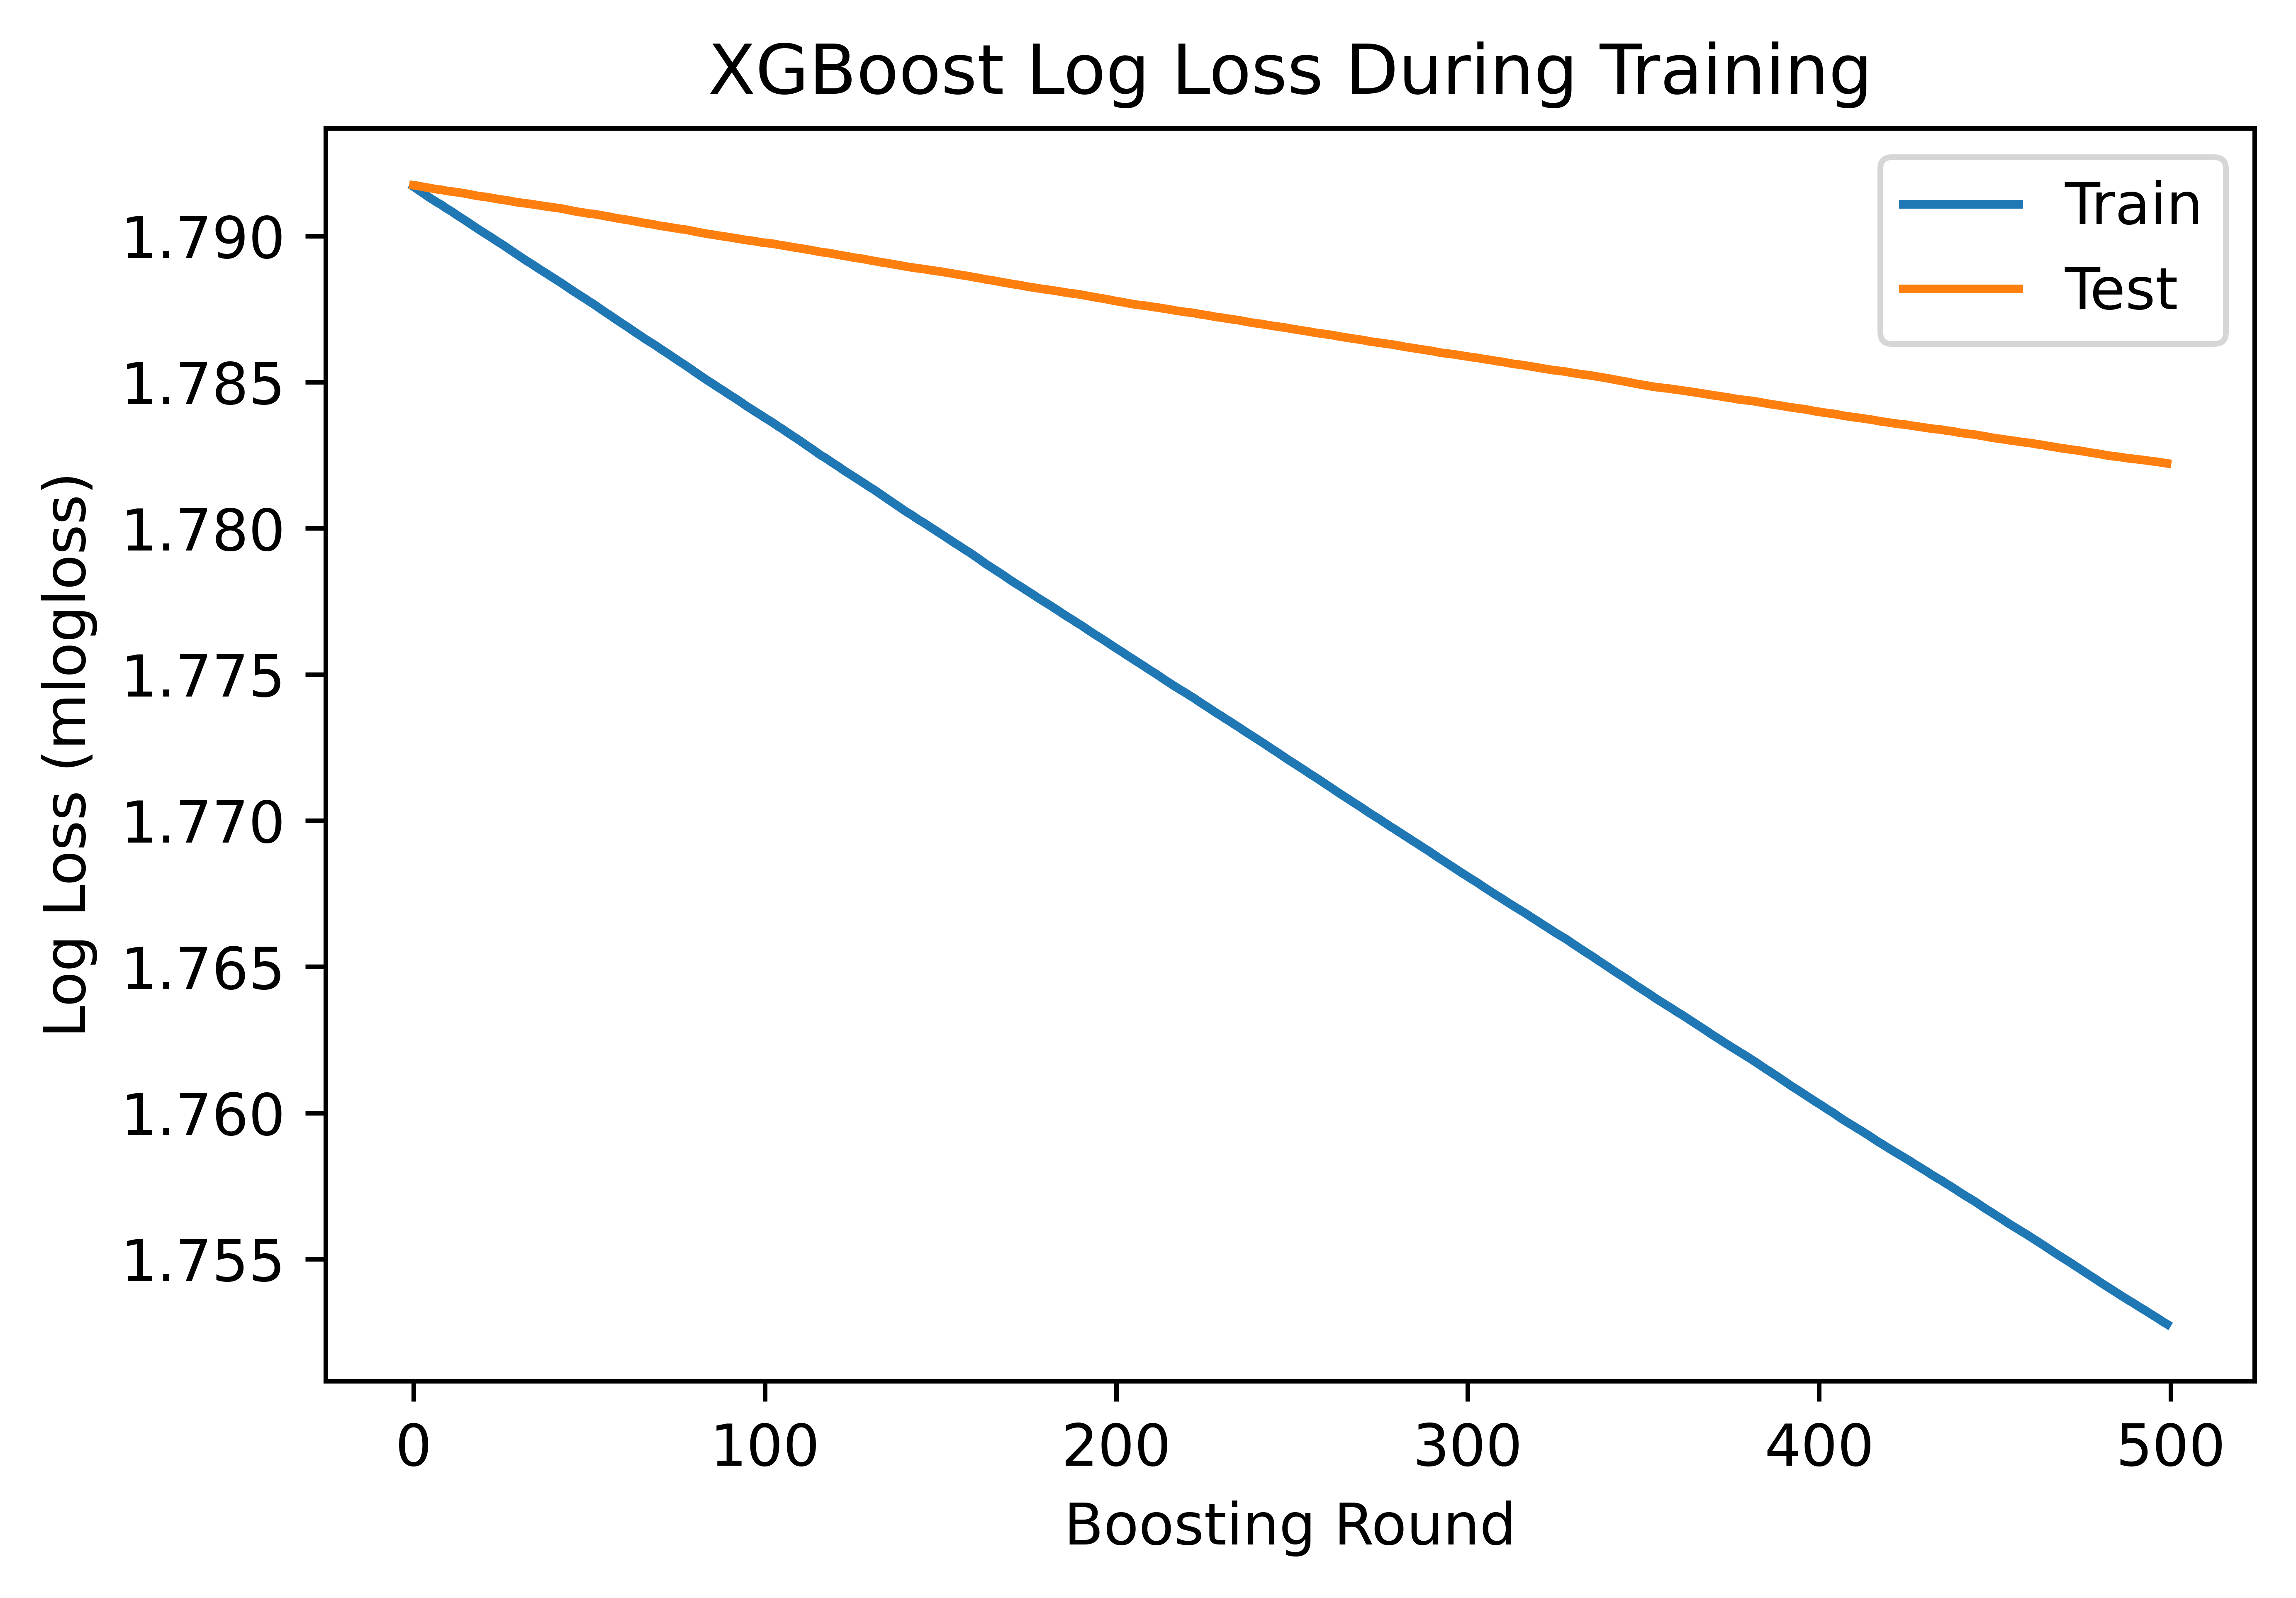 XGBoost Log Loss During Training
Train
Test
Log Loss (mlogloss)
1.790
1.785
1.780
1.775
1.770
1.765
1.760
1.755
0 100 200 300 400 500
Boosting Round